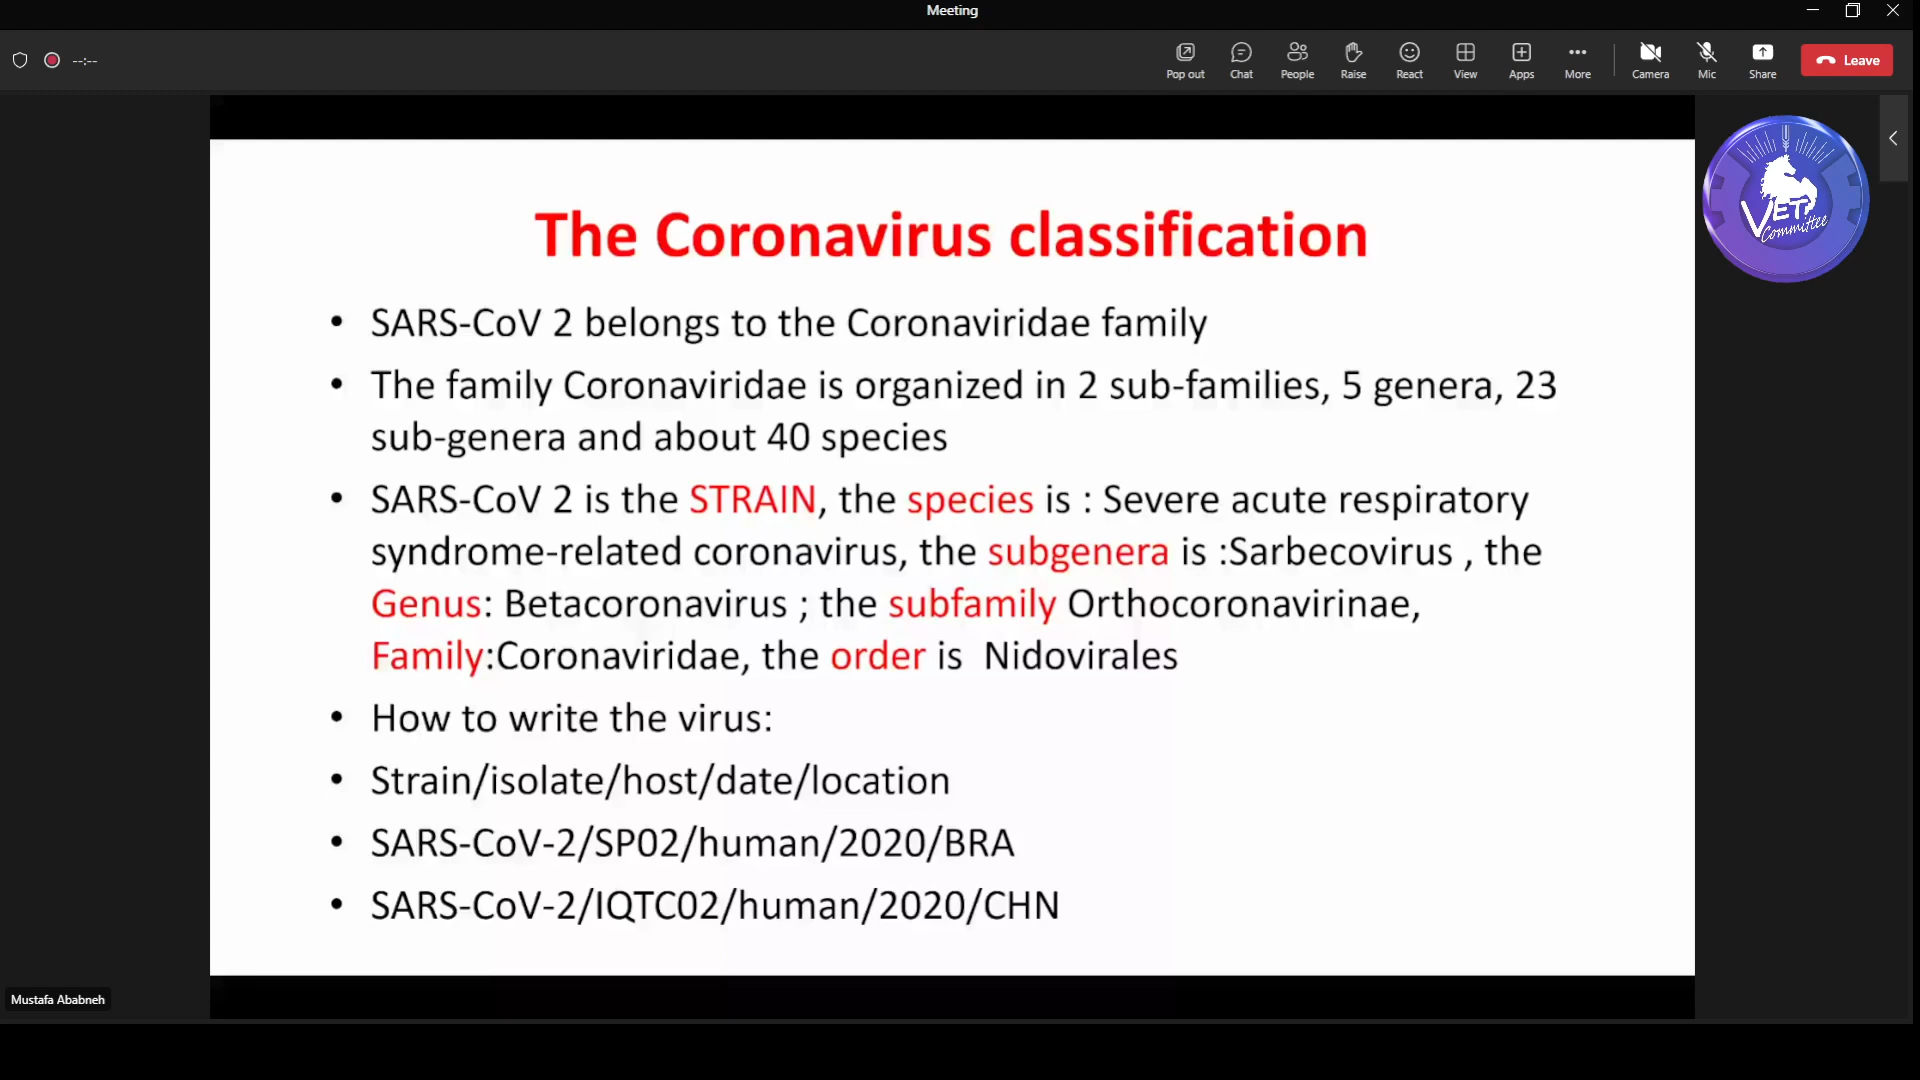 Meeting
--:--
Pop out
Chat
People
Raise
React
View
Apps
More
Camera
Mic
Share
Leave
VET
Committee
The Coronavirus classification
• SARS-CoV 2 belongs to the Coronaviridae family
• The family Coronaviridae is organized in 2 sub-families, 5 genera, 23
sub-genera and about 40 species
• SARS-CoV 2 is the STRAIN, the species is : Severe acute respiratory
syndrome-related coronavirus, the subgenera is :Sarbecovirus , the
Genus: Betacoronavirus ; the subfamily Orthocoronavirinae,
Family:Coronaviridae, the order is Nidovirales
• How to write the virus:
• Strain/isolate/host/date/location
• SARS-CoV-2/SP02/human/2020/BRA
• SARS-CoV-2/IQTC02/human/2020/CHN
Mustafa Ababneh